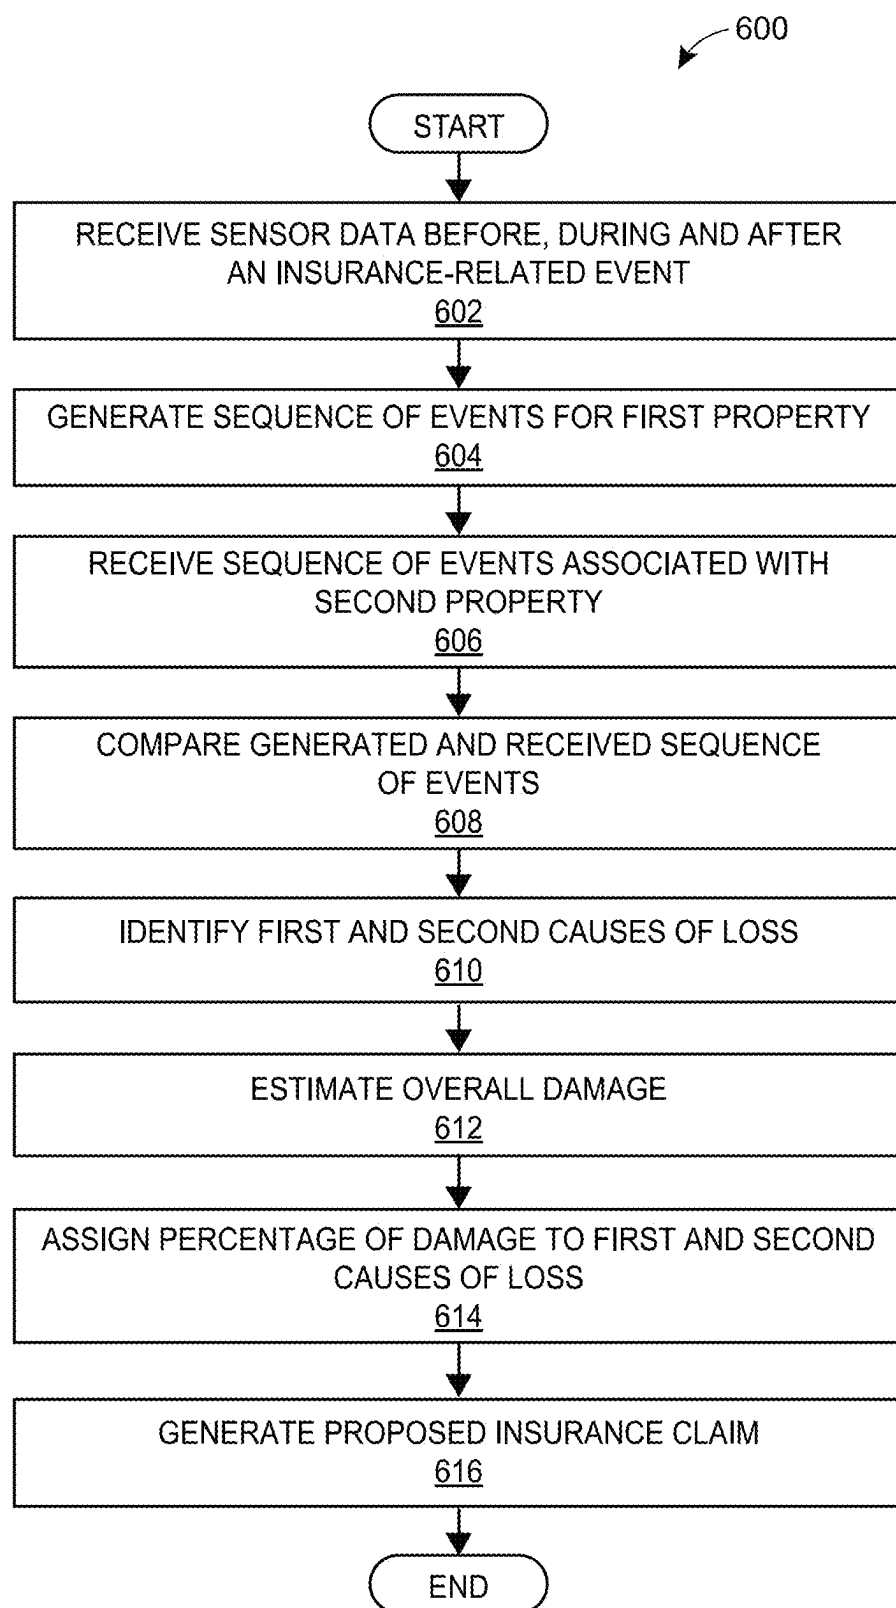 600
START
RECEIVE SENSOR DATA BEFORE, DURING AND AFTER
AN INSURANCE-RELATED EVENT
602
GENERATE SEQUENCE OF EVENTS FOR FIRST PROPERTY
604
RECEIVE SEQUENCE OF EVENTS ASSOCIATED WITH
SECOND PROPERTY
606
COMPARE GENERATED AND RECEIVED SEQUENCE
OF EVENTS
608
IDENTIFY FIRST AND SECOND CAUSES OF LOSS
610
ESTIMATE OVERALL DAMAGE
612
ASSIGN PERCENTAGE OF DAMAGE TO FIRST AND SECOND
CAUSES OF LOSS
614
GENERATE PROPOSED INSURANCE CLAIM
616
END